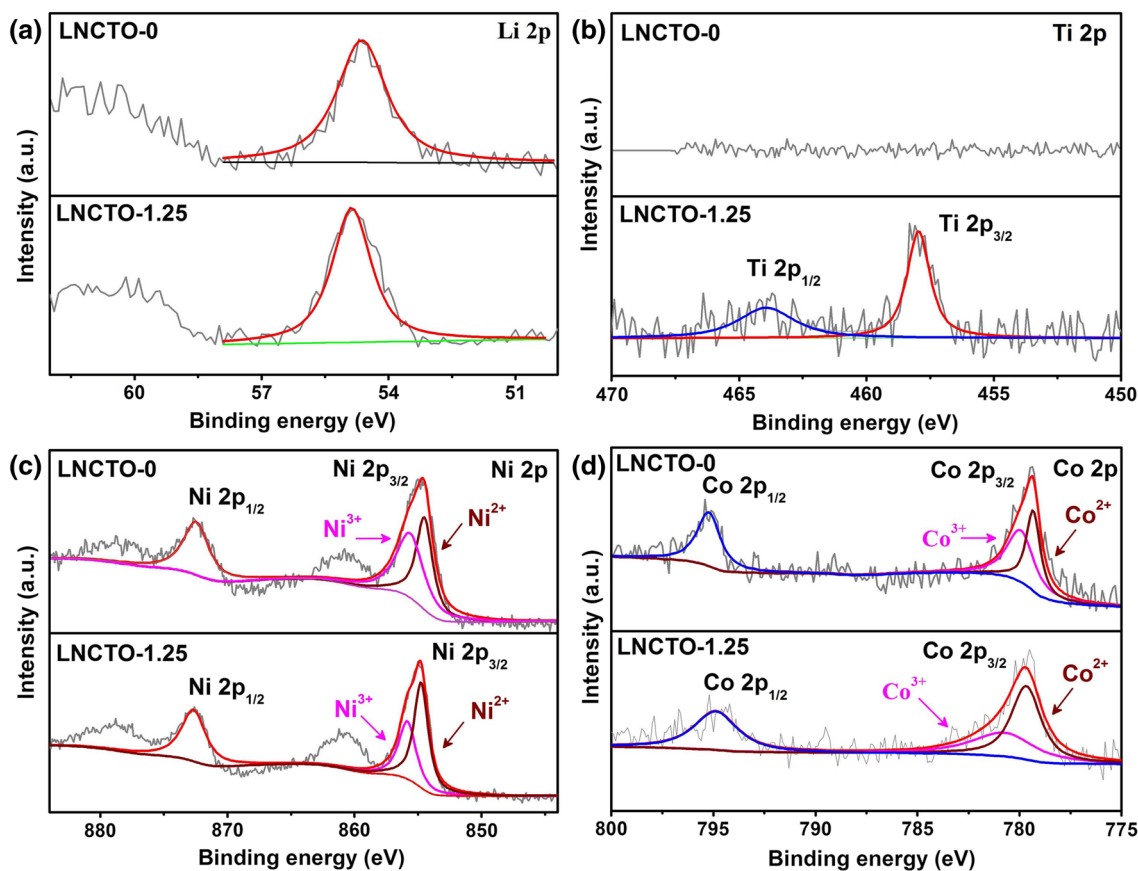 (a) LNCTO-0 Li 2p
LNCTO-1.25
Intensity (a.u.)
60 57 54 51
Binding energy (eV)
(b) LNCTO-0 Ti 2p
LNCTO-1.25
Ti 2p3/2
Ti 2p1/2
Intensity (a.u.)
470 465 460 455 450
Binding energy (eV)
(c) LNCTO-0 Ni 2p3/2 Ni 2p
Ni 2p1/2
Ni3+
Ni2+
LNCTO-1.25 Ni 2p3/2
Ni 2p1/2
Ni3+
Ni2+
Intensity (a.u.)
880 870 860 850
Binding energy (eV)
(d) LNCTO-0 Co 2p3/2 Co 2p
Co 2p1/2
Co3+
Co2+
LNCTO-1.25 Co 2p3/2
Co 2p1/2
Co3+
Co2+
Intensity (a.u.)
800 795 790 785 780 775
Binding energy (eV)